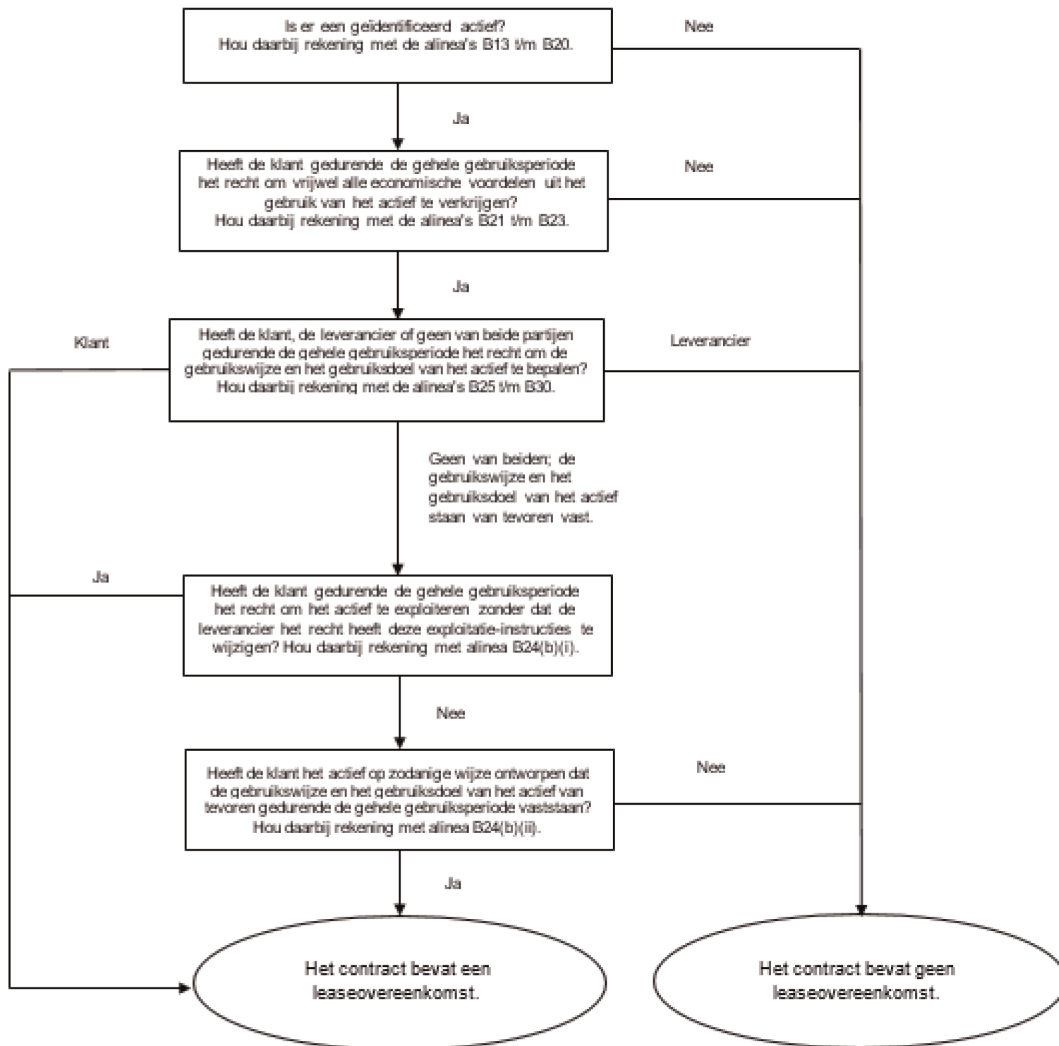 Is er een geïdentificeerd actief?
Hou daarbij rekening met de alinea's B13 t/m B20.
Nee
Ja
Heeft de klant gedurende de gehele gebruiksperiode
het recht om vrijwel alle economische voordelen uit het
gebruik van het actief te verkrijgen?
Hou daarbij rekening met de alinea's B21 t/m B23.
Nee
Ja
Klant
Heeft de klant, de leverancier of geen van beide partijen
gedurende de gehele gebruiksperiode het recht om de
gebruikswijze en het gebruiksdoel van het actief te bepalen?
Hou daarbij rekening met de alinea's B25 t/m B30.
Leverancier
Geen van beiden; de
gebruikswijze en het
gebruiksdoel van het actief
staan van tevoren vast.
Ja
Heeft de klant gedurende de gehele gebruiksperiode
het recht om het actief te exploiteren zonder dat de
leverancier het recht heeft deze exploitatie-instructies te
wijzigen? Hou daarbij rekening met alinea B24(b)(i).
Nee
Heeft de klant het actief op zodanige wijze ontworpen dat
de gebruikswijze en het gebruiksdoel van het actief van
tevoren gedurende de gehele gebruiksperiode vaststaan?
Hou daarbij rekening met alinea B24(b)(ii).
Nee
Ja
Het contract bevat een
leaseovereenkomst.
Het contract bevat geen
leaseovereenkomst.